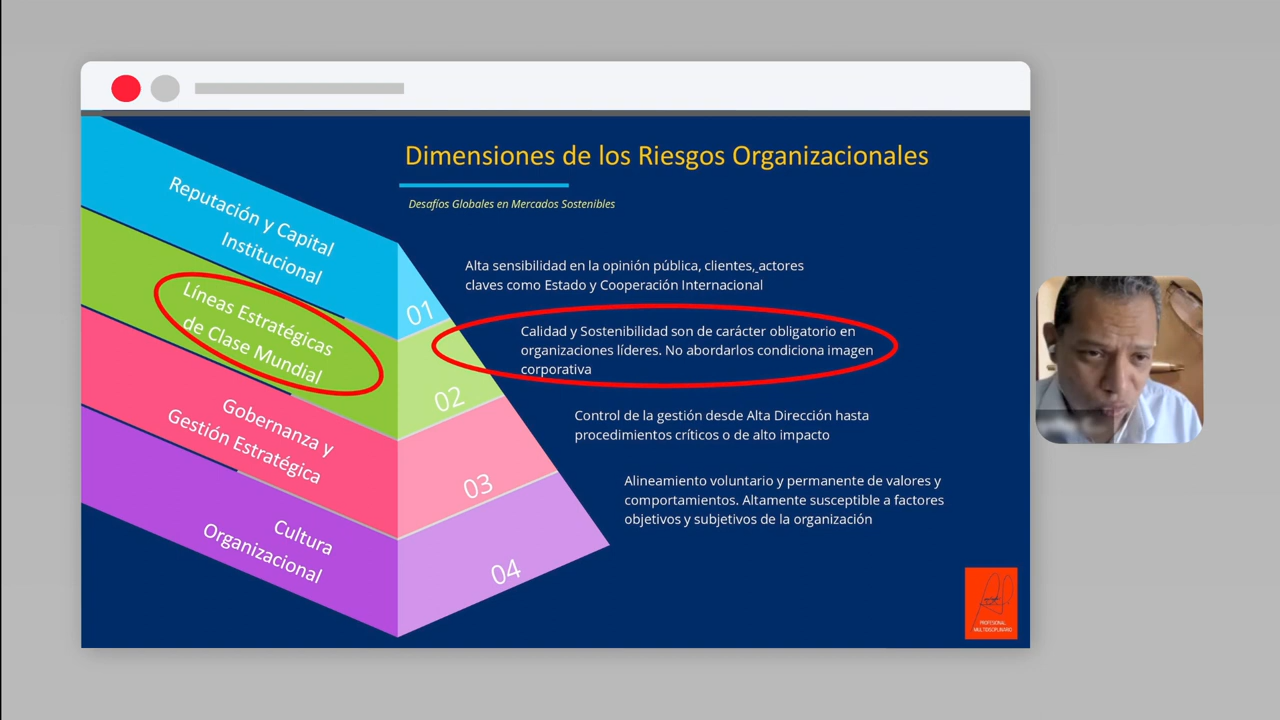 Dimensiones de los Riesgos Organizacionales
Desafíos Globales en Mercados Sostenibles
Reputación y Capital
Institucional
01
Alta sensibilidad en la opinión pública, clientes, actores
claves como Estado y Cooperación Internacional
Líneas Estratégicas
de Clase Mundial
02
Calidad y Sostenibilidad son de carácter obligatorio en
organizaciones líderes. No abordarlos condiciona imagen
corporativa
Gobernanza y
Gestión Estratégica
03
Control de la gestión desde Alta Dirección hasta
procedimientos críticos o de alto impacto
Cultura
Organizacional
04
Alineamiento voluntario y permanente de valores y
comportamientos. Altamente susceptible a factores
objetivos y subjetivos de la organización
PROFESIONAL
MULTIDISCIPLINARIO